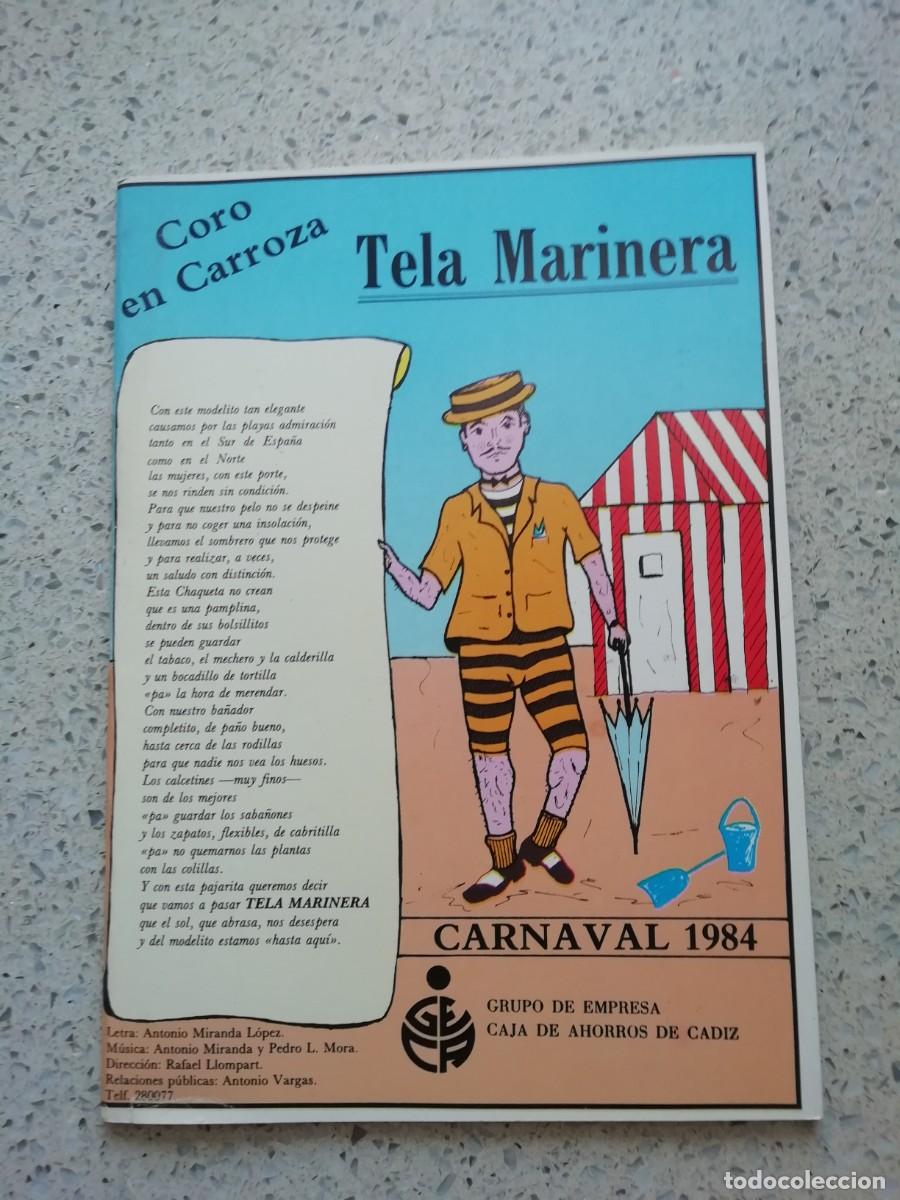 Coro
en Carroza
Tela Marinera
Con este modelito tan elegante
causamos por las playas admiración
tanto en el Sur de España
como en el Norte
las mujeres, con este porte,
se nos rinden sin condición.
Para que nuestro pelo no se despeine
y para no coger una insolación,
llevamos el sombrero que nos protege
y para realizar, a veces,
un saludo con distinción.
Esta Chaqueta no crean
que es una pamplina,
dentro de sus bolsillitos
se pueden guardar
el tabaco, el mechero y la calderilla
y un bocadillo de tortilla
«pa» la hora de merendar.
Con nuestro bañador
completito, de paño bueno,
hasta cerca de las rodillas
para que nadie nos vea los huesos.
Los calcetines —muy finos—
son de los mejores
«pa» guardar los sabañones
y los zapatos, flexibles, de cabritilla
«pa» no quemarnos las plantas
con las colillas.
Y con esta pajarita queremos decir
que vamos a pasar TELA MARINERA
que el sol, que abrasa, nos desespera
y del modelito estamos «hasta aquí».
CARNAVAL 1984
GECA
GRUPO DE EMPRESA
CAJA DE AHORROS DE CADIZ
Letra: Antonio Miranda López.
Música: Antonio Miranda y Pedro L. Mora.
Dirección: Rafael Llompart.
Relaciones públicas: Antonio Vargas.
Telf. 280077
todocoleccion